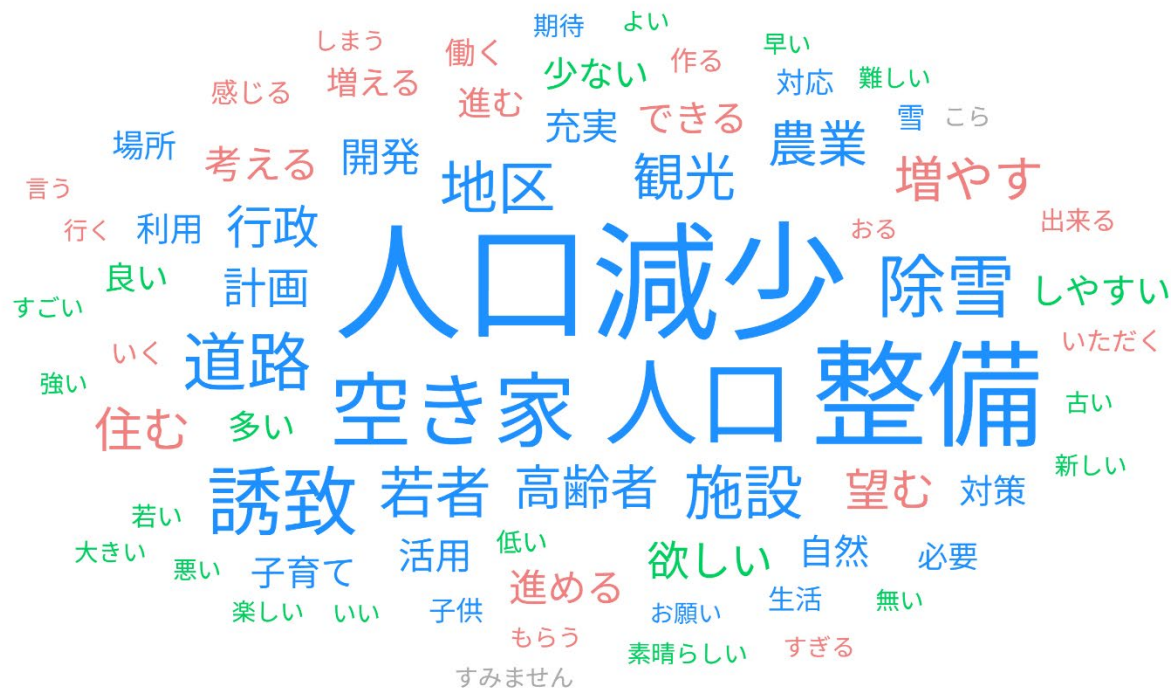 期待
よい
しまう
働く
早い
少ない
作る
増える
対応
難しい
感じる
進む
雪
こら
充実
できる
場所
考える
開発
農業
地区
観光
増やす
言う
行く
利用
行政
おる
出来る
人口減少
良い
計画
除雪
しやすい
すごい
いく
道路
いただく
強い
空き家
人口
整備
古い
住む
多い
新しい
誘致
若者
高齢者
施設
望む
対策
若い
大きい
悪い
子育て
活用
低い
欲しい
自然
必要
進める
楽しい
いい
子供
お願い
生活
無い
もらう
素晴らしい
すぎる
すみません